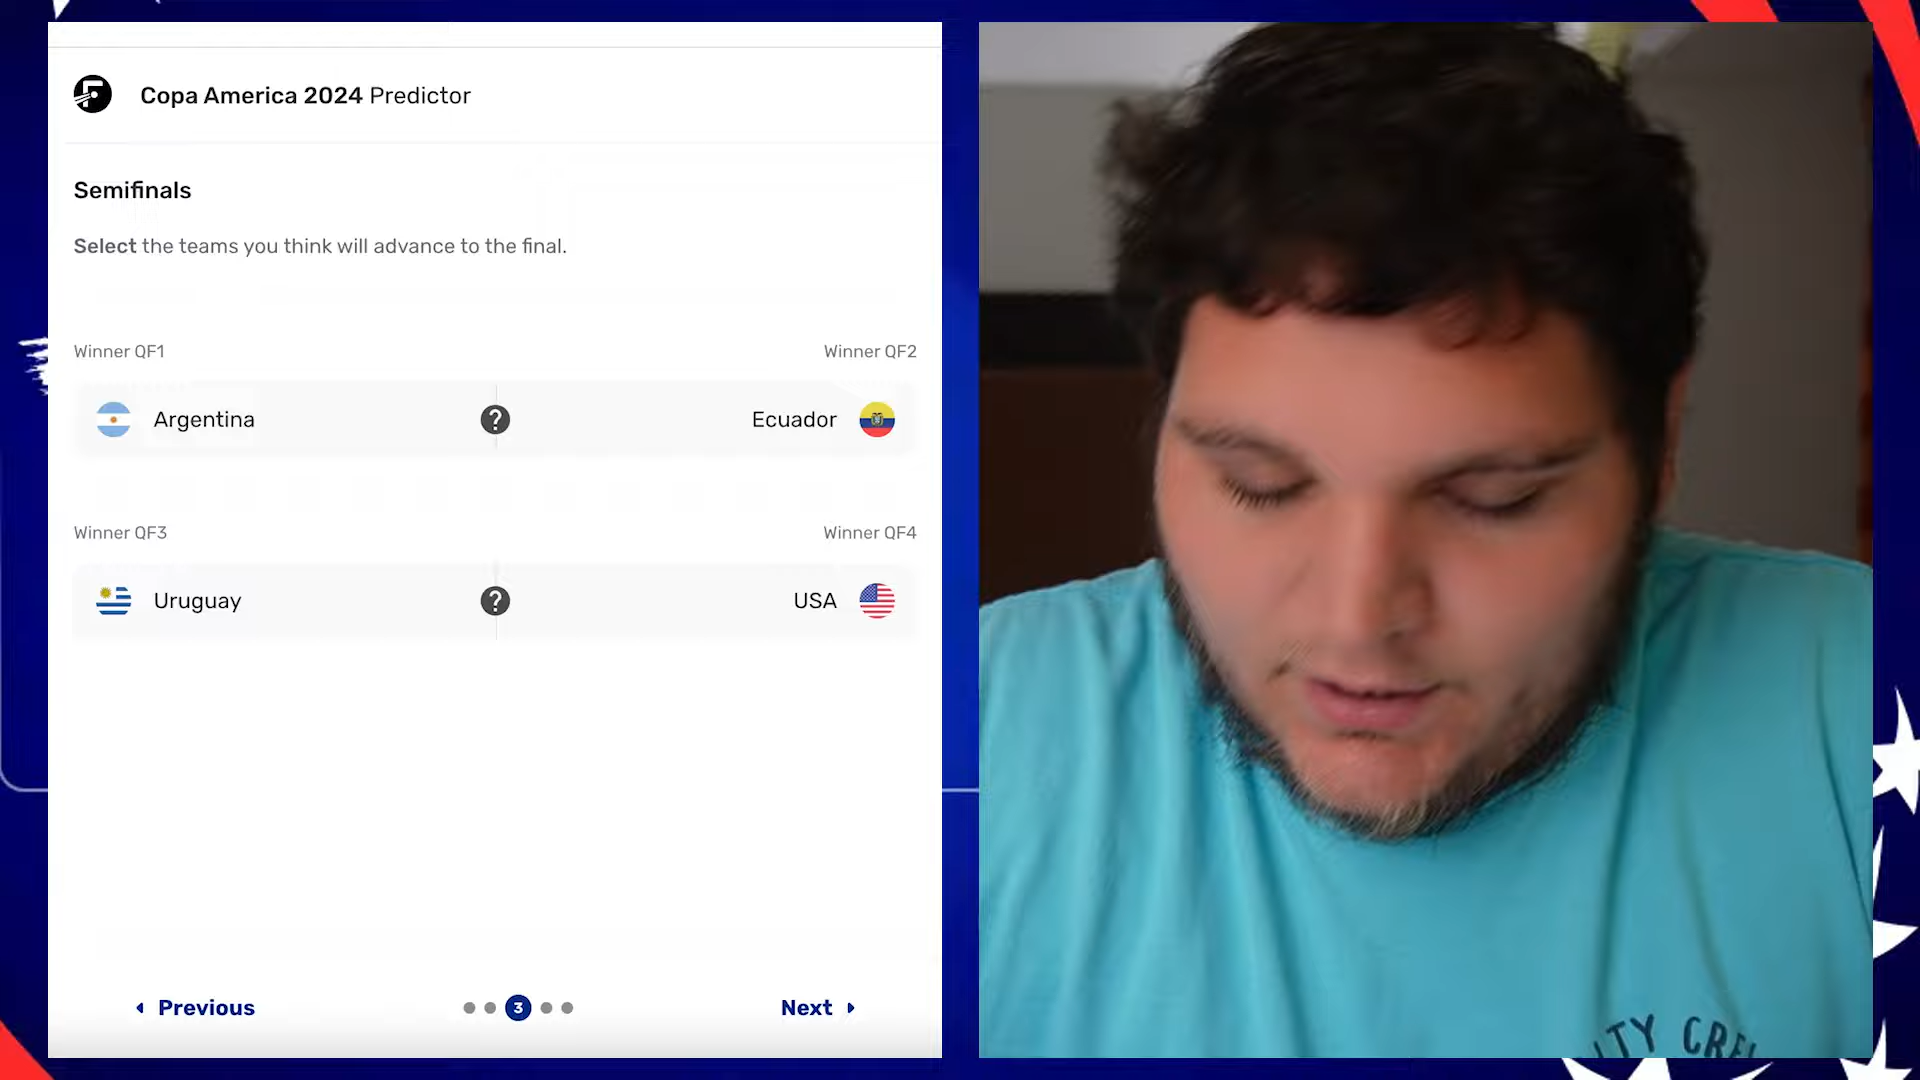 Copa America 2024 Predictor
Semifinals
Select the teams you think will advance to the final.
Winner QF1 Winner QF2
Argentina ? Ecuador
Winner QF3 Winner QF4
Uruguay ? USA
Previous 3 Next